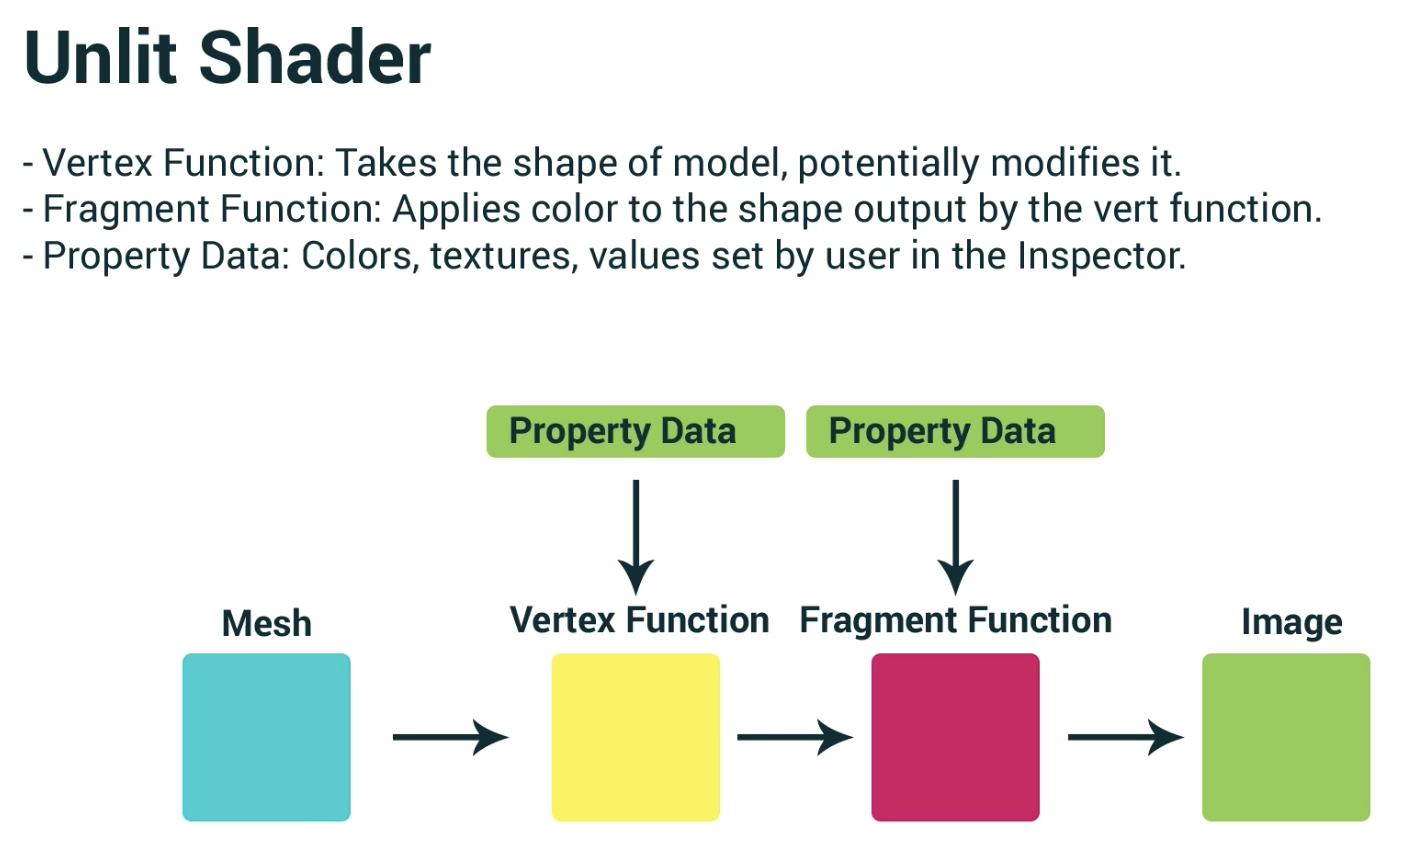 Unlit Shader
- Vertex Function: Takes the shape of model, potentially modifies it.
- Fragment Function: Applies color to the shape output by the vert function.
- Property Data: Colors, textures, values set by user in the Inspector.
Property Data
Property Data
Mesh
Vertex Function
Fragment Function
Image